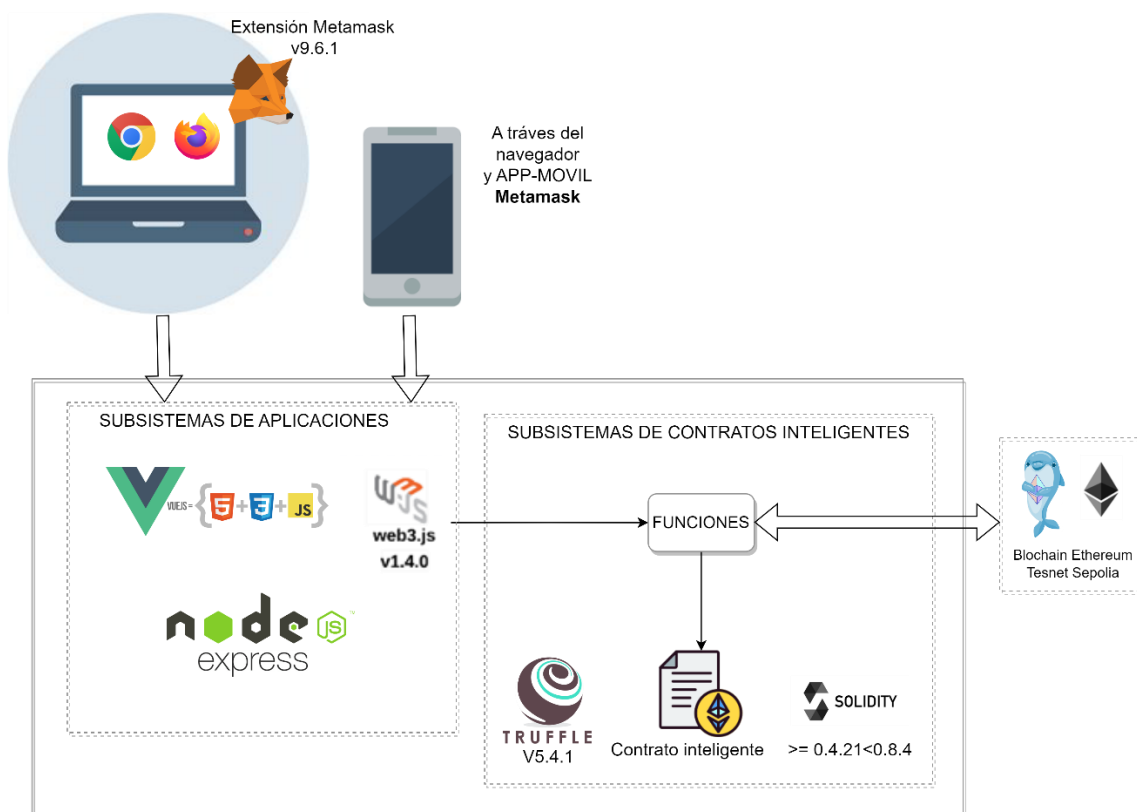 Extensión Metamask
v9.6.1
A tráves del
navegador
y APP-MOVIL
Metamask
SUBSISTEMAS DE APLICACIONES
VUEJS = {5+3+JS}
web3.js
v1.4.0
node JS
express
SUBSISTEMAS DE CONTRATOS INTELIGENTES
FUNCIONES
TRUFFLE
V5.4.1
Contrato inteligente
SOLIDITY
>= 0.4.21<0.8.4
Blochain Ethereum
Tesnet Sepolia